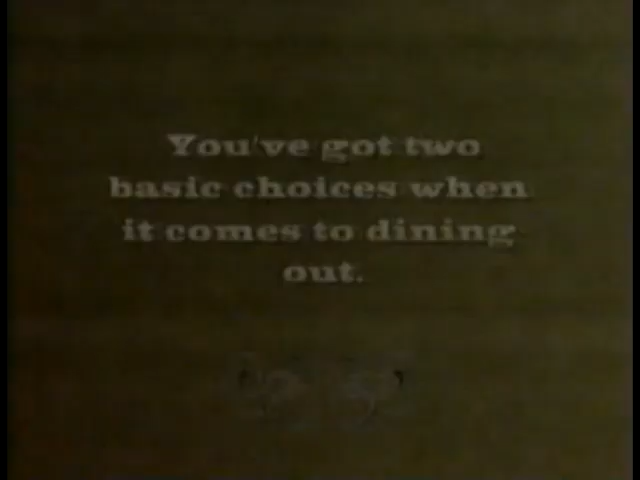 You've got two
basic choices when
it comes to dining
out.